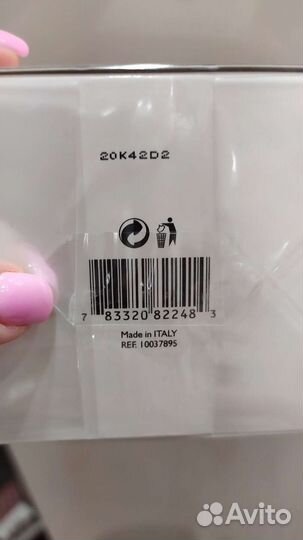 20K42D2
7 83320 82248 3
Made in ITALY
REF. 10037895
Avito